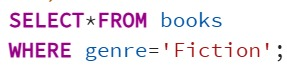 SELECT*FROM books
WHERE genre='Fiction';